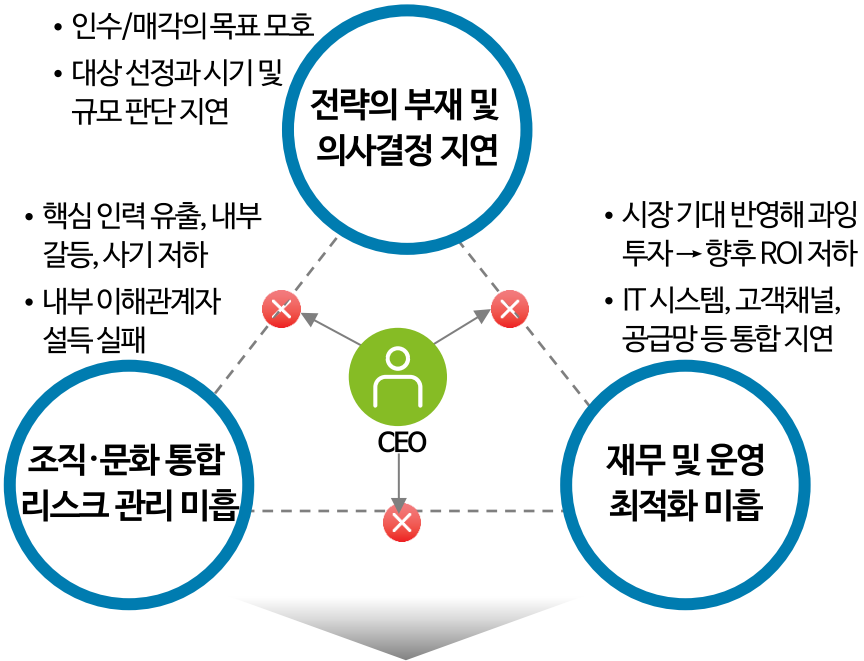 • 인수/매각의 목표 모호
• 대상 선정과 시기 및
규모 판단 지연
전략의 부재 및
의사결정 지연
• 핵심 인력 유출, 내부
갈등, 사기 저하
• 내부 이해관계자
설득 실패
• 시장 기대 반영해 과잉
투자 → 향후 ROI 저하
• IT 시스템, 고객채널,
공급망 등 통합 지연
CEO
조직·문화 통합
리스크 관리 미흡
재무 및 운영
최적화 미흡